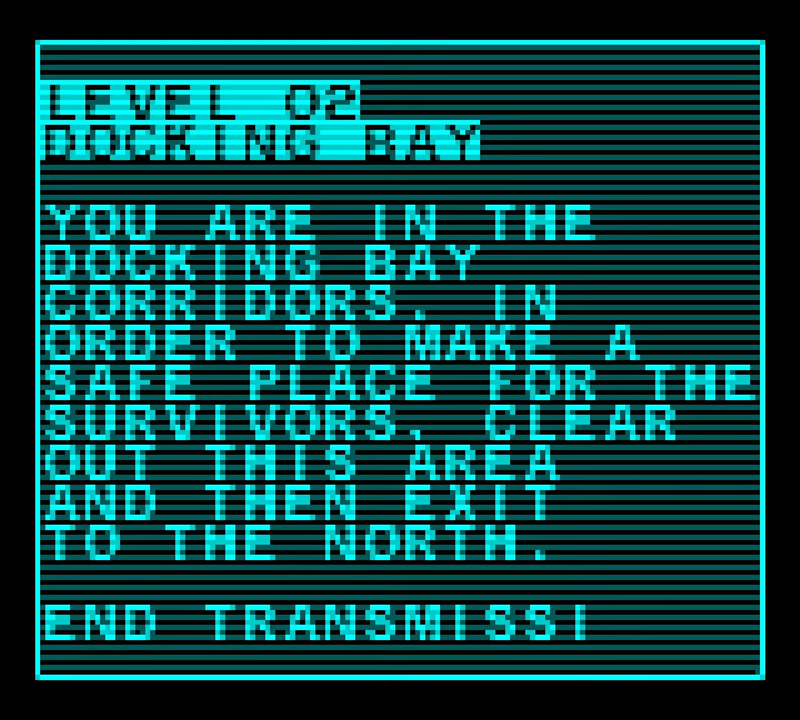 LEVEL 02
DOCKING BAY
YOU ARE IN THE
DOCKING BAY
CORRIDORS. IN
ORDER TO MAKE A
SAFE PLACE FOR THE
SURVIVORS, CLEAR
OUT THIS AREA
AND THEN EXIT
TO THE NORTH.
END TRANSMISSI